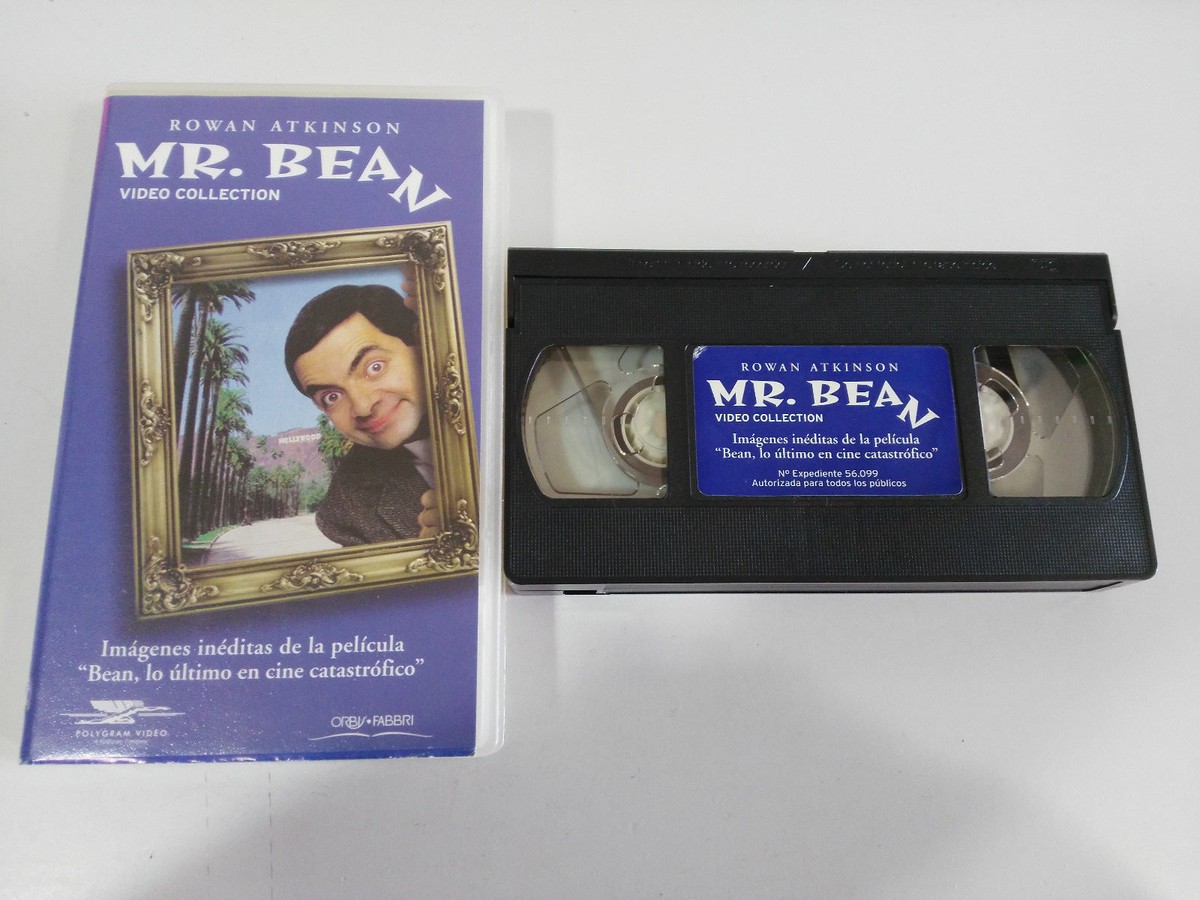 ROWAN ATKINSON
MR. BEAN
VIDEO COLLECTION
HOLLYWOOD
Imágenes inéditas de la película
“Bean, lo último en cine catastrófico”
POLYGRAM VIDEO
ORBIS•FABBRI
ROWAN ATKINSON
MR. BEAN
VIDEO COLLECTION
Imágenes inéditas de la película
“Bean, lo último en cine catastrófico”
Nº Expediente 56.099
Autorizada para todos los públicos